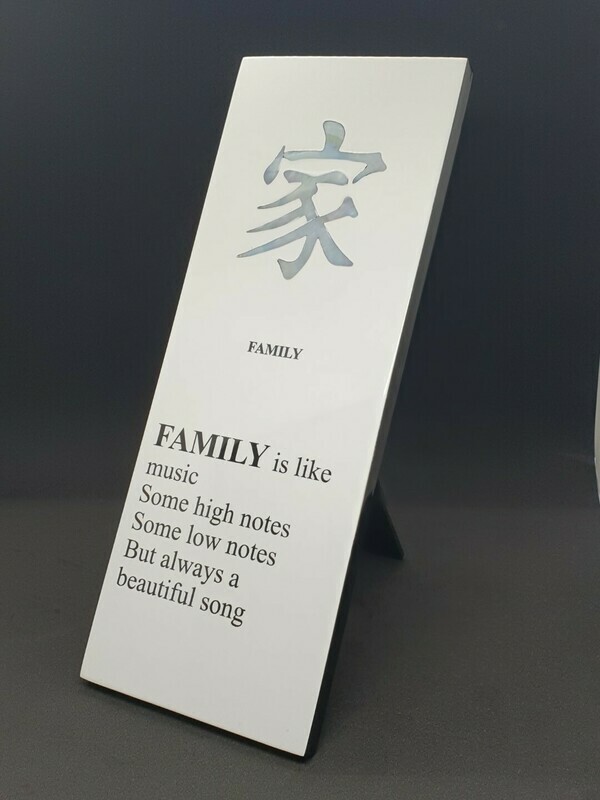 家
FAMILY
FAMILY is like
music
Some high notes
Some low notes
But always a
beautiful song